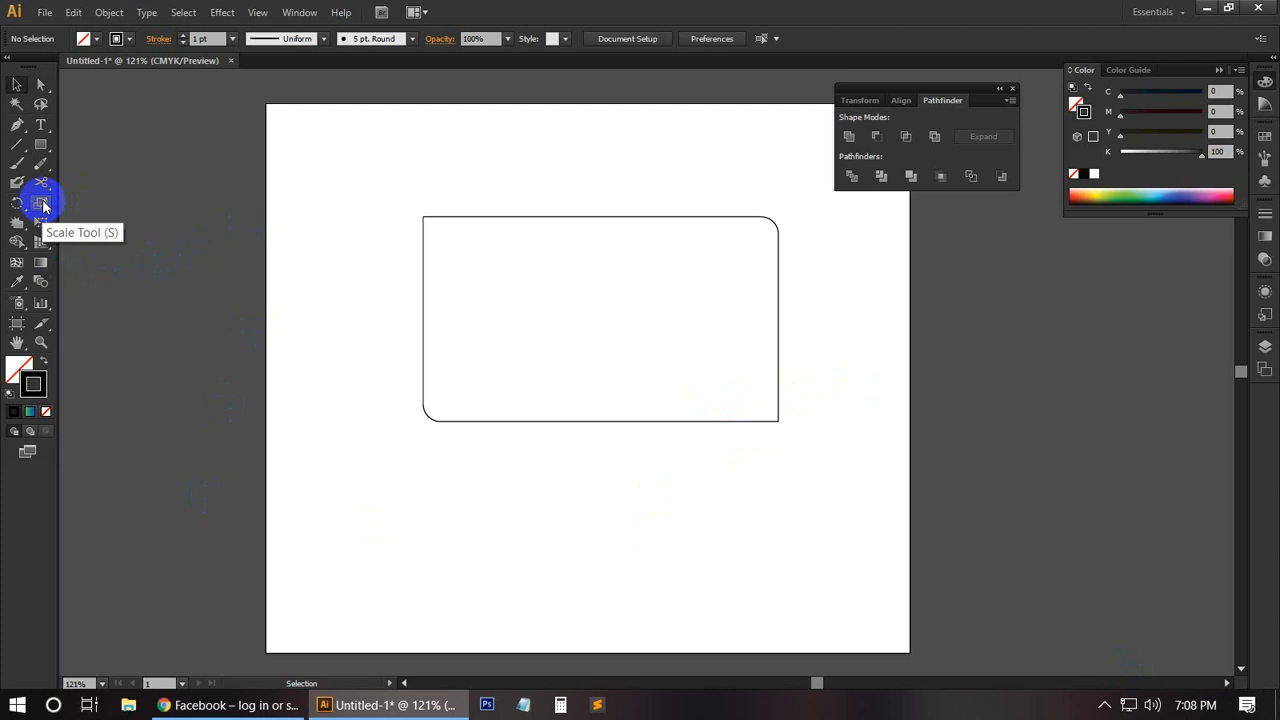 Ai File Edit Object Type Select Effect View Window Help Br Essentials
No Selection Stroke: 1 pt Uniform 5 pt. Round Opacity: 100% Style: Document Setup Preferences
Untitled-1* @ 121% (CMYK/Preview)
Color Color Guide
C 0 %
M 0 %
Y 0 %
K 100 %
Transform Align Pathfinder
Shape Modes:
Expand
Pathfinders:
Scale Tool (S)
121% 1 Selection
Facebook – log in or s... Ai Untitled-1* @ 121% (... Ps 7:08 PM